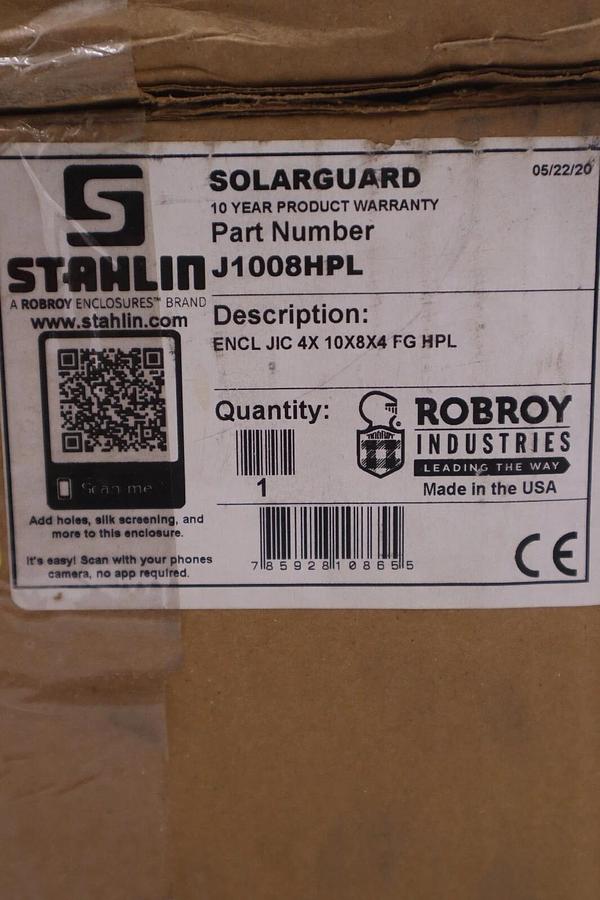 05/22/20
SOLARGUARD
10 YEAR PRODUCT WARRANTY
Part Number
J1008HPL
STAHLIN
A ROBROY ENCLOSURES™ BRAND
www.stahlin.com
Description:
ENCL JIC 4X 10X8X4 FG HPL
Quantity:
1
ROBROY
INDUSTRIES
LEADING THE WAY
Made in the USA
Scan me
Add holes, silk screening, and
more to this enclosure.
It's easy! Scan with your phones
camera, no app required.
7 85928 10865 5
CE